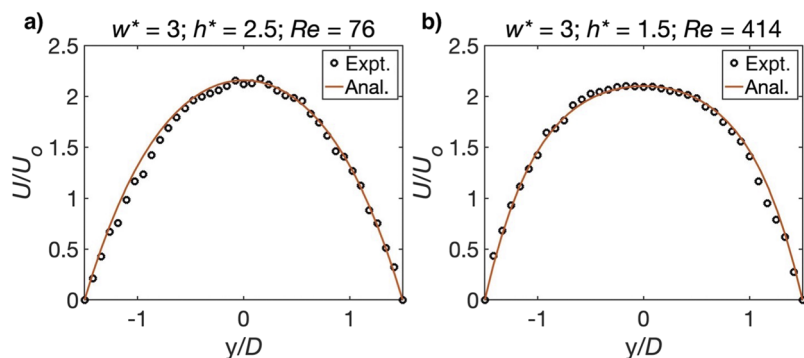 a)
w* = 3; h* = 2.5; Re = 76
2.5
2
1.5
1
0.5
0
U/Uo
Expt.
Anal.
-1 0 1
y/D
b)
w* = 3; h* = 1.5; Re = 414
2.5
2
1.5
1
0.5
0
U/Uo
Expt.
Anal.
-1 0 1
y/D